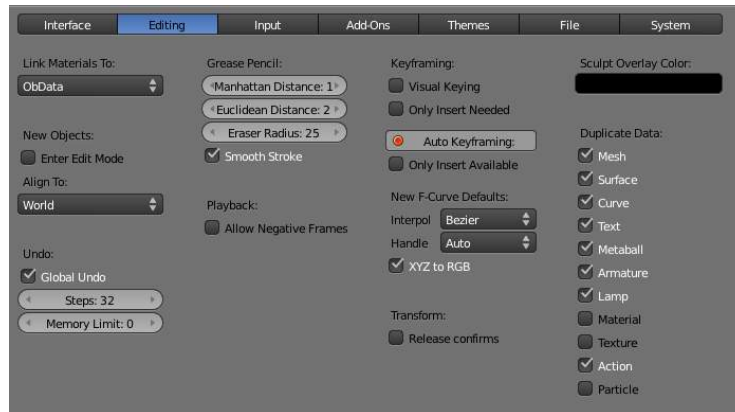 Interface Editing Input Add-Ons Themes File System
Link Materials To:
ObData
New Objects:
Enter Edit Mode
Align To:
World
Undo:
Global Undo
Steps: 32
Memory Limit: 0
Grease Pencil:
Manhattan Distance: 1
Euclidean Distance: 2
Eraser Radius: 25
Smooth Stroke
Playback:
Allow Negative Frames
Keyframing:
Visual Keying
Only Insert Needed
Auto Keyframing:
Only Insert Available
New F-Curve Defaults:
Interpol Bezier
Handle Auto
XYZ to RGB
Transform:
Release confirms
Sculpt Overlay Color:
Duplicate Data:
Mesh
Surface
Curve
Text
Metaball
Armature
Lamp
Material
Texture
Action
Particle